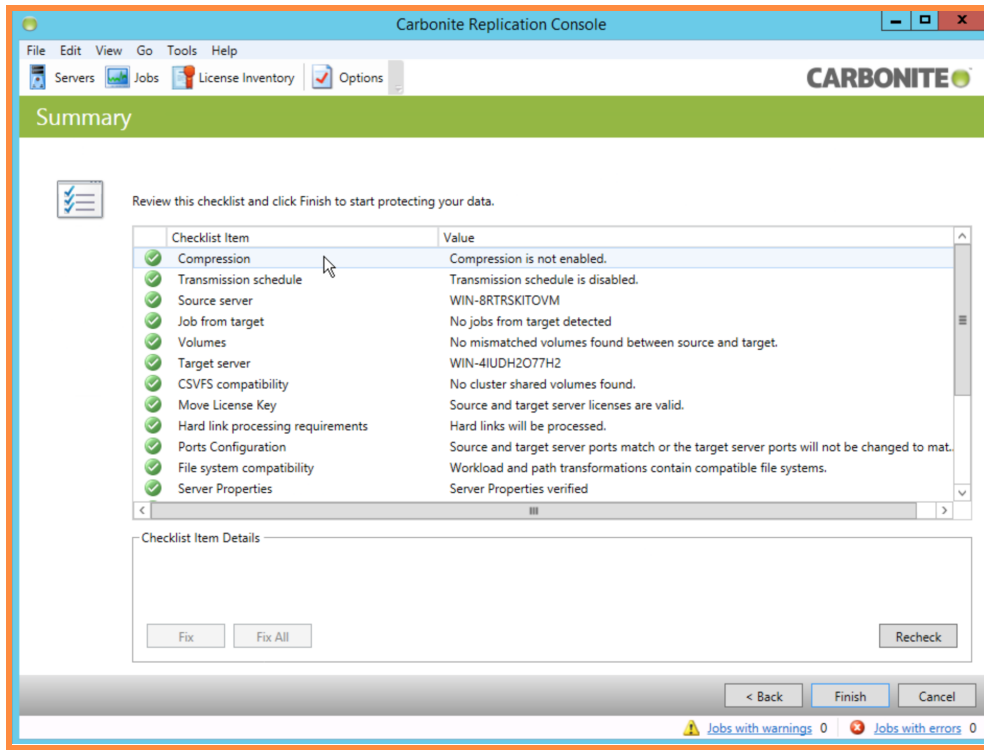 Carbonite Replication Console
File Edit View Go Tools Help
Servers Jobs License Inventory Options
CARBONITE
Summary
Review this checklist and click Finish to start protecting your data.
Checklist Item Value
Compression Compression is not enabled.
Transmission schedule Transmission schedule is disabled.
Source server WIN-8RTRSKITOVM
Job from target No jobs from target detected
Volumes No mismatched volumes found between source and target.
Target server WIN-4IUDH2O77H2
CSVFS compatibility No cluster shared volumes found.
Move License Key Source and target server licenses are valid.
Hard link processing requirements Hard links will be processed.
Ports Configuration Source and target server ports match or the target server ports will not be changed to mat..
File system compatibility Workload and path transformations contain compatible file systems.
Server Properties Server Properties verified
Checklist Item Details
Fix Fix All Recheck
< Back Finish Cancel
Jobs with warnings 0 Jobs with errors 0